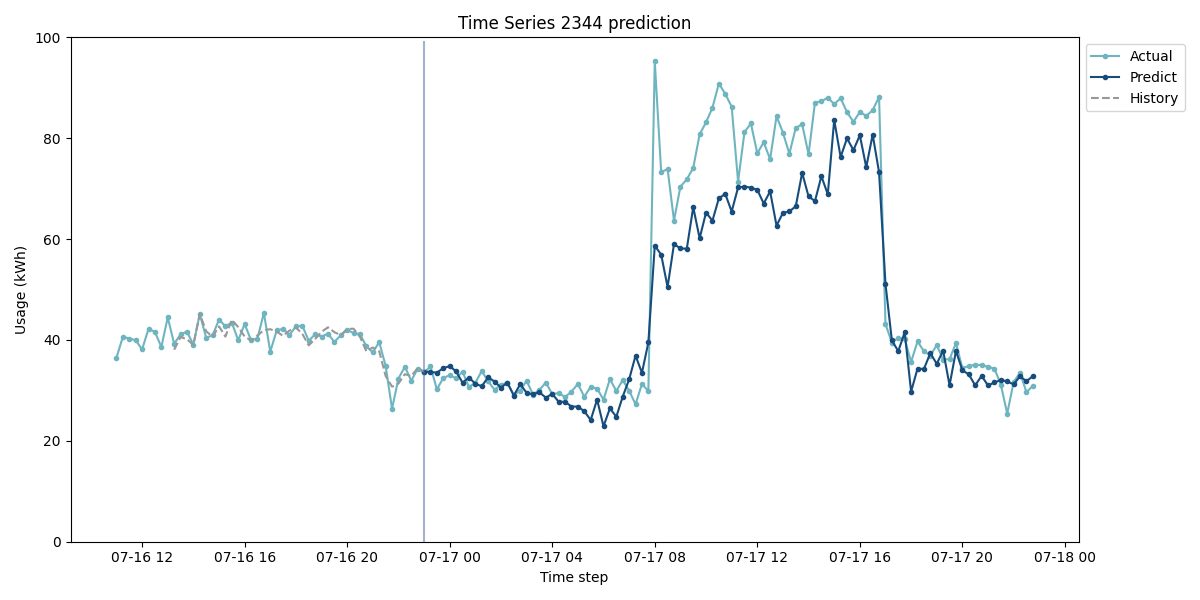 Time Series 2344 prediction
Usage (kWh)
100
80
60
40
20
0
07-16 12
07-16 16
07-16 20
07-17 00
07-17 04
07-17 08
07-17 12
07-17 16
07-17 20
07-18 00
Time step
Actual
Predict
History